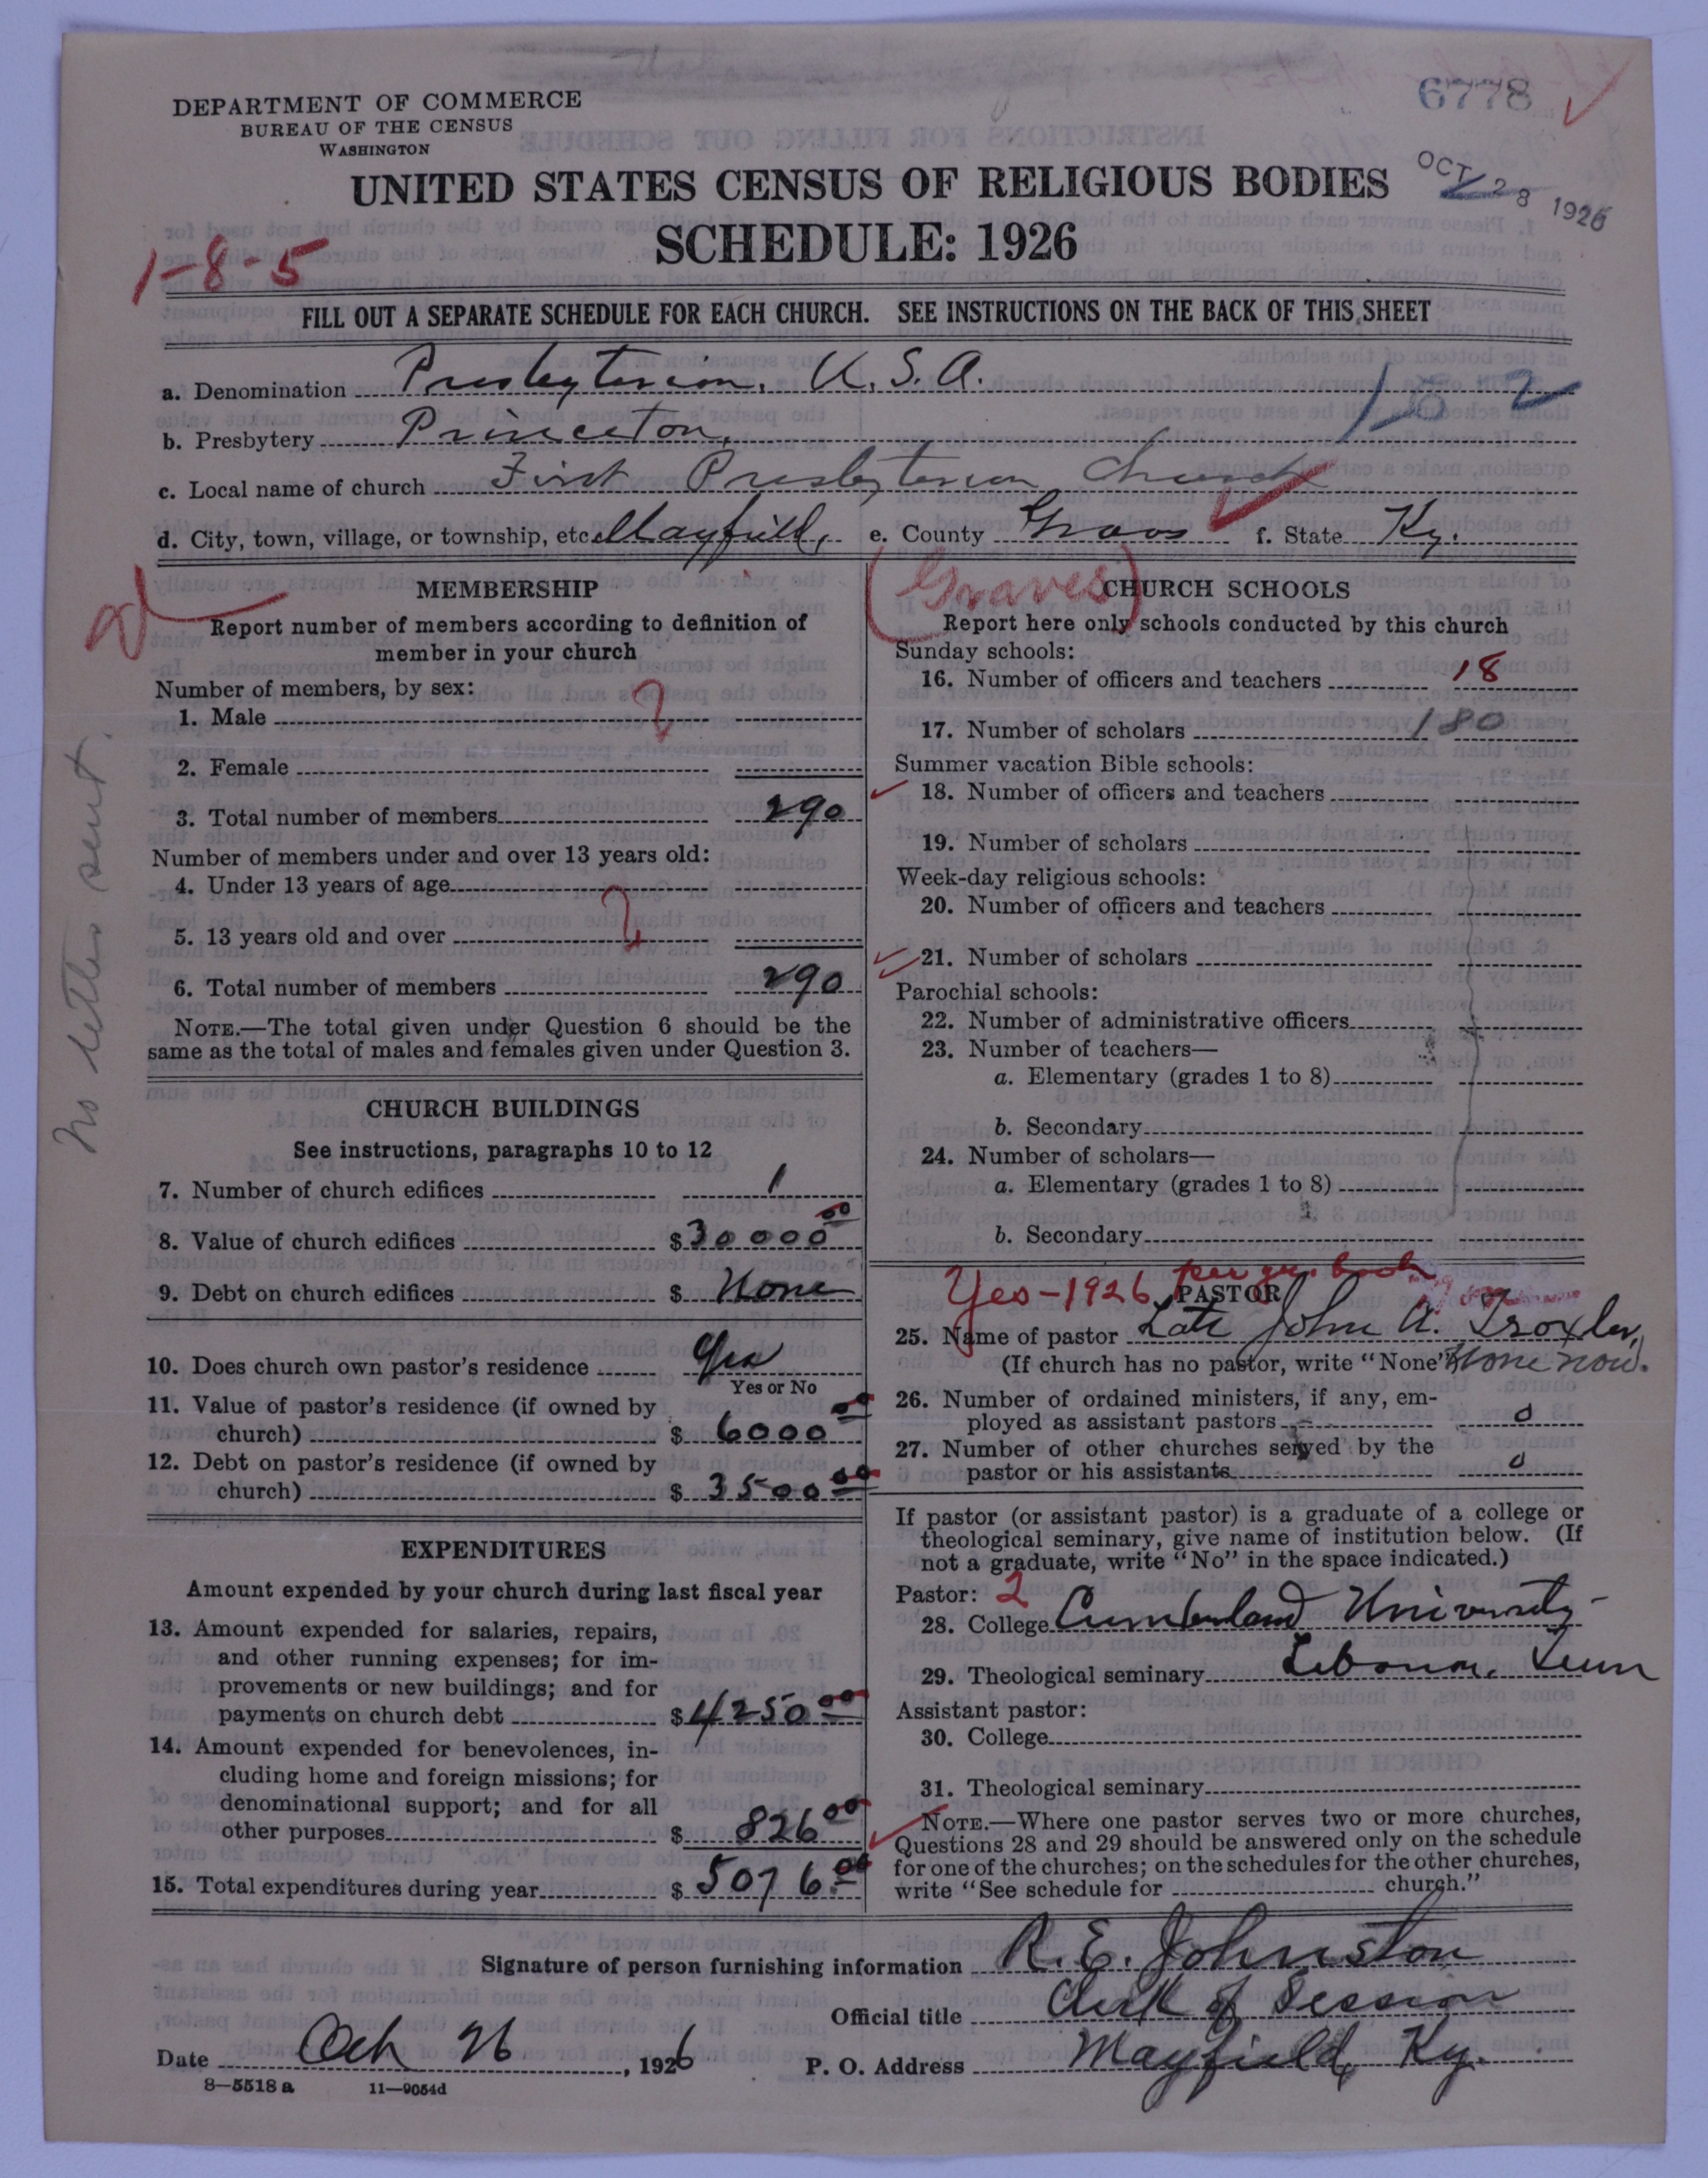 DEPARTMENT OF COMMERCE
BUREAU OF THE CENSUS
WASHINGTON
6778
UNITED STATES CENSUS OF RELIGIOUS BODIES
OCT 28 1926
SCHEDULE: 1926
1-8-5
FILL OUT A SEPARATE SCHEDULE FOR EACH CHURCH. SEE INSTRUCTIONS ON THE BACK OF THIS SHEET
a. Denomination Presbyterian, U.S.A.
b. Presbytery Princeton,
c. Local name of church First Presbyterian Church
d. City, town, village, or township, etc. Mayfield, e. County Gravs f. State Ky.
(Graves)
No letter sent.
MEMBERSHIP
Report number of members according to definition of
member in your church
Number of members, by sex:
1. Male
2. Female
3. Total number of members 290
Number of members under and over 13 years old:
4. Under 13 years of age
5. 13 years old and over
6. Total number of members 290
NOTE.—The total given under Question 6 should be the
same as the total of males and females given under Question 3.
CHURCH BUILDINGS
See instructions, paragraphs 10 to 12
7. Number of church edifices 1
8. Value of church edifices $30000 00
9. Debt on church edifices $ None
10. Does church own pastor's residence Yes
Yes or No
11. Value of pastor's residence (if owned by
church) $ 6000 00
12. Debt on pastor's residence (if owned by
church) $ 3500 00
EXPENDITURES
Amount expended by your church during last fiscal year
13. Amount expended for salaries, repairs,
and other running expenses; for im-
provements or new buildings; and for
payments on church debt $4250 00
14. Amount expended for benevolences, in-
cluding home and foreign missions; for
denominational support; and for all
other purposes $ 826 00
15. Total expenditures during year $ 5076.00
CHURCH SCHOOLS
Report here only schools conducted by this church
Sunday schools:
16. Number of officers and teachers 18
17. Number of scholars 180
Summer vacation Bible schools:
18. Number of officers and teachers
19. Number of scholars
Week-day religious schools:
20. Number of officers and teachers
21. Number of scholars
Parochial schools:
22. Number of administrative officers
23. Number of teachers—
a. Elementary (grades 1 to 8)
b. Secondary
24. Number of scholars—
a. Elementary (grades 1 to 8)
b. Secondary
Yes-1926 per yr. book
PASTOR
25. Name of pastor Late John A. Troxler,
(If church has no pastor, write "None") None now.
26. Number of ordained ministers, if any, em-
ployed as assistant pastors 0
27. Number of other churches served by the
pastor or his assistants 0
If pastor (or assistant pastor) is a graduate of a college or
theological seminary, give name of institution below. (If
not a graduate, write "No" in the space indicated.)
Pastor: 2
28. College Cumberland University-
29. Theological seminary Lebanon. Tenn
Assistant pastor:
30. College
31. Theological seminary
NOTE.—Where one pastor serves two or more churches,
Questions 28 and 29 should be answered only on the schedule
for one of the churches; on the schedules for the other churches,
write "See schedule for church."
Signature of person furnishing information R. E. Johnston
Official title Clerk of Session
Date Oct 26, 1926 P. O. Address Mayfield, Ky.
8—5518 a 11—9054d